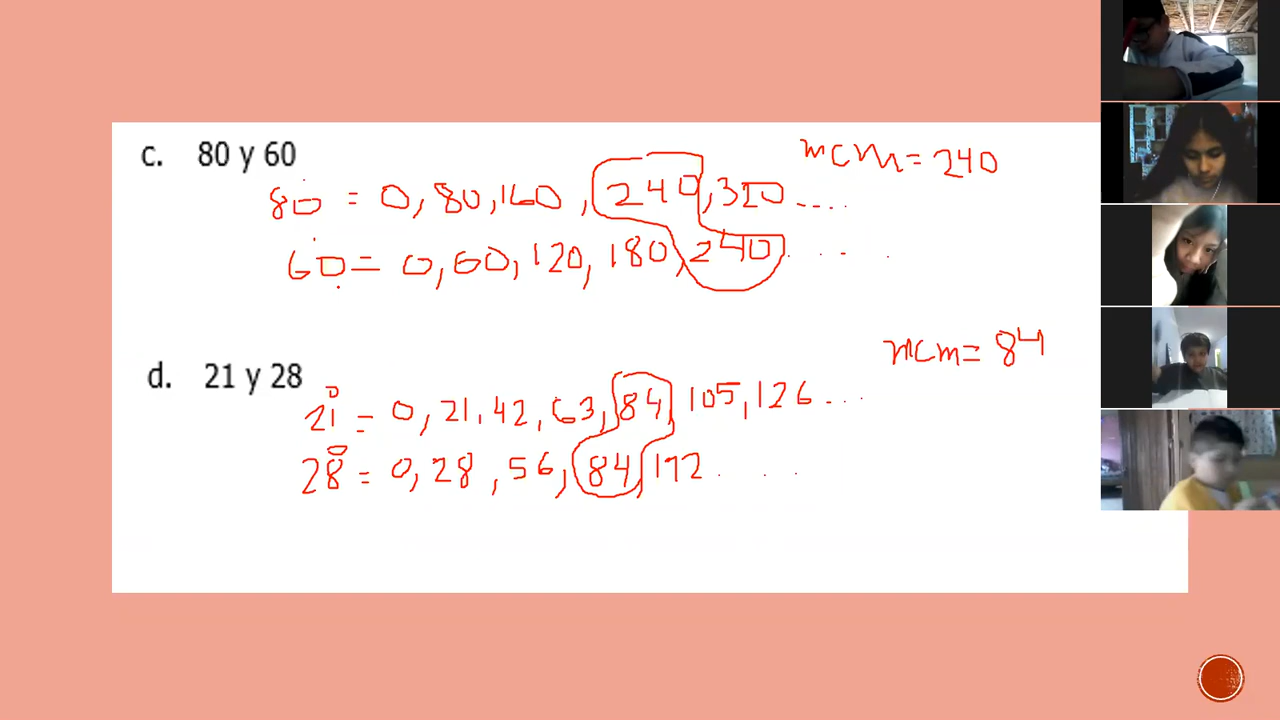 c. 80 y 60
mcm = 240
80 = 0, 80, 160, 240, 320 ....
60 = 0, 60, 120, 180, 240 ....
d. 21 y 28
mcm = 84
21 = 0, 21, 42, 63, 84, 105, 126 ...
28 = 0, 28, 56, 84, 112 ...